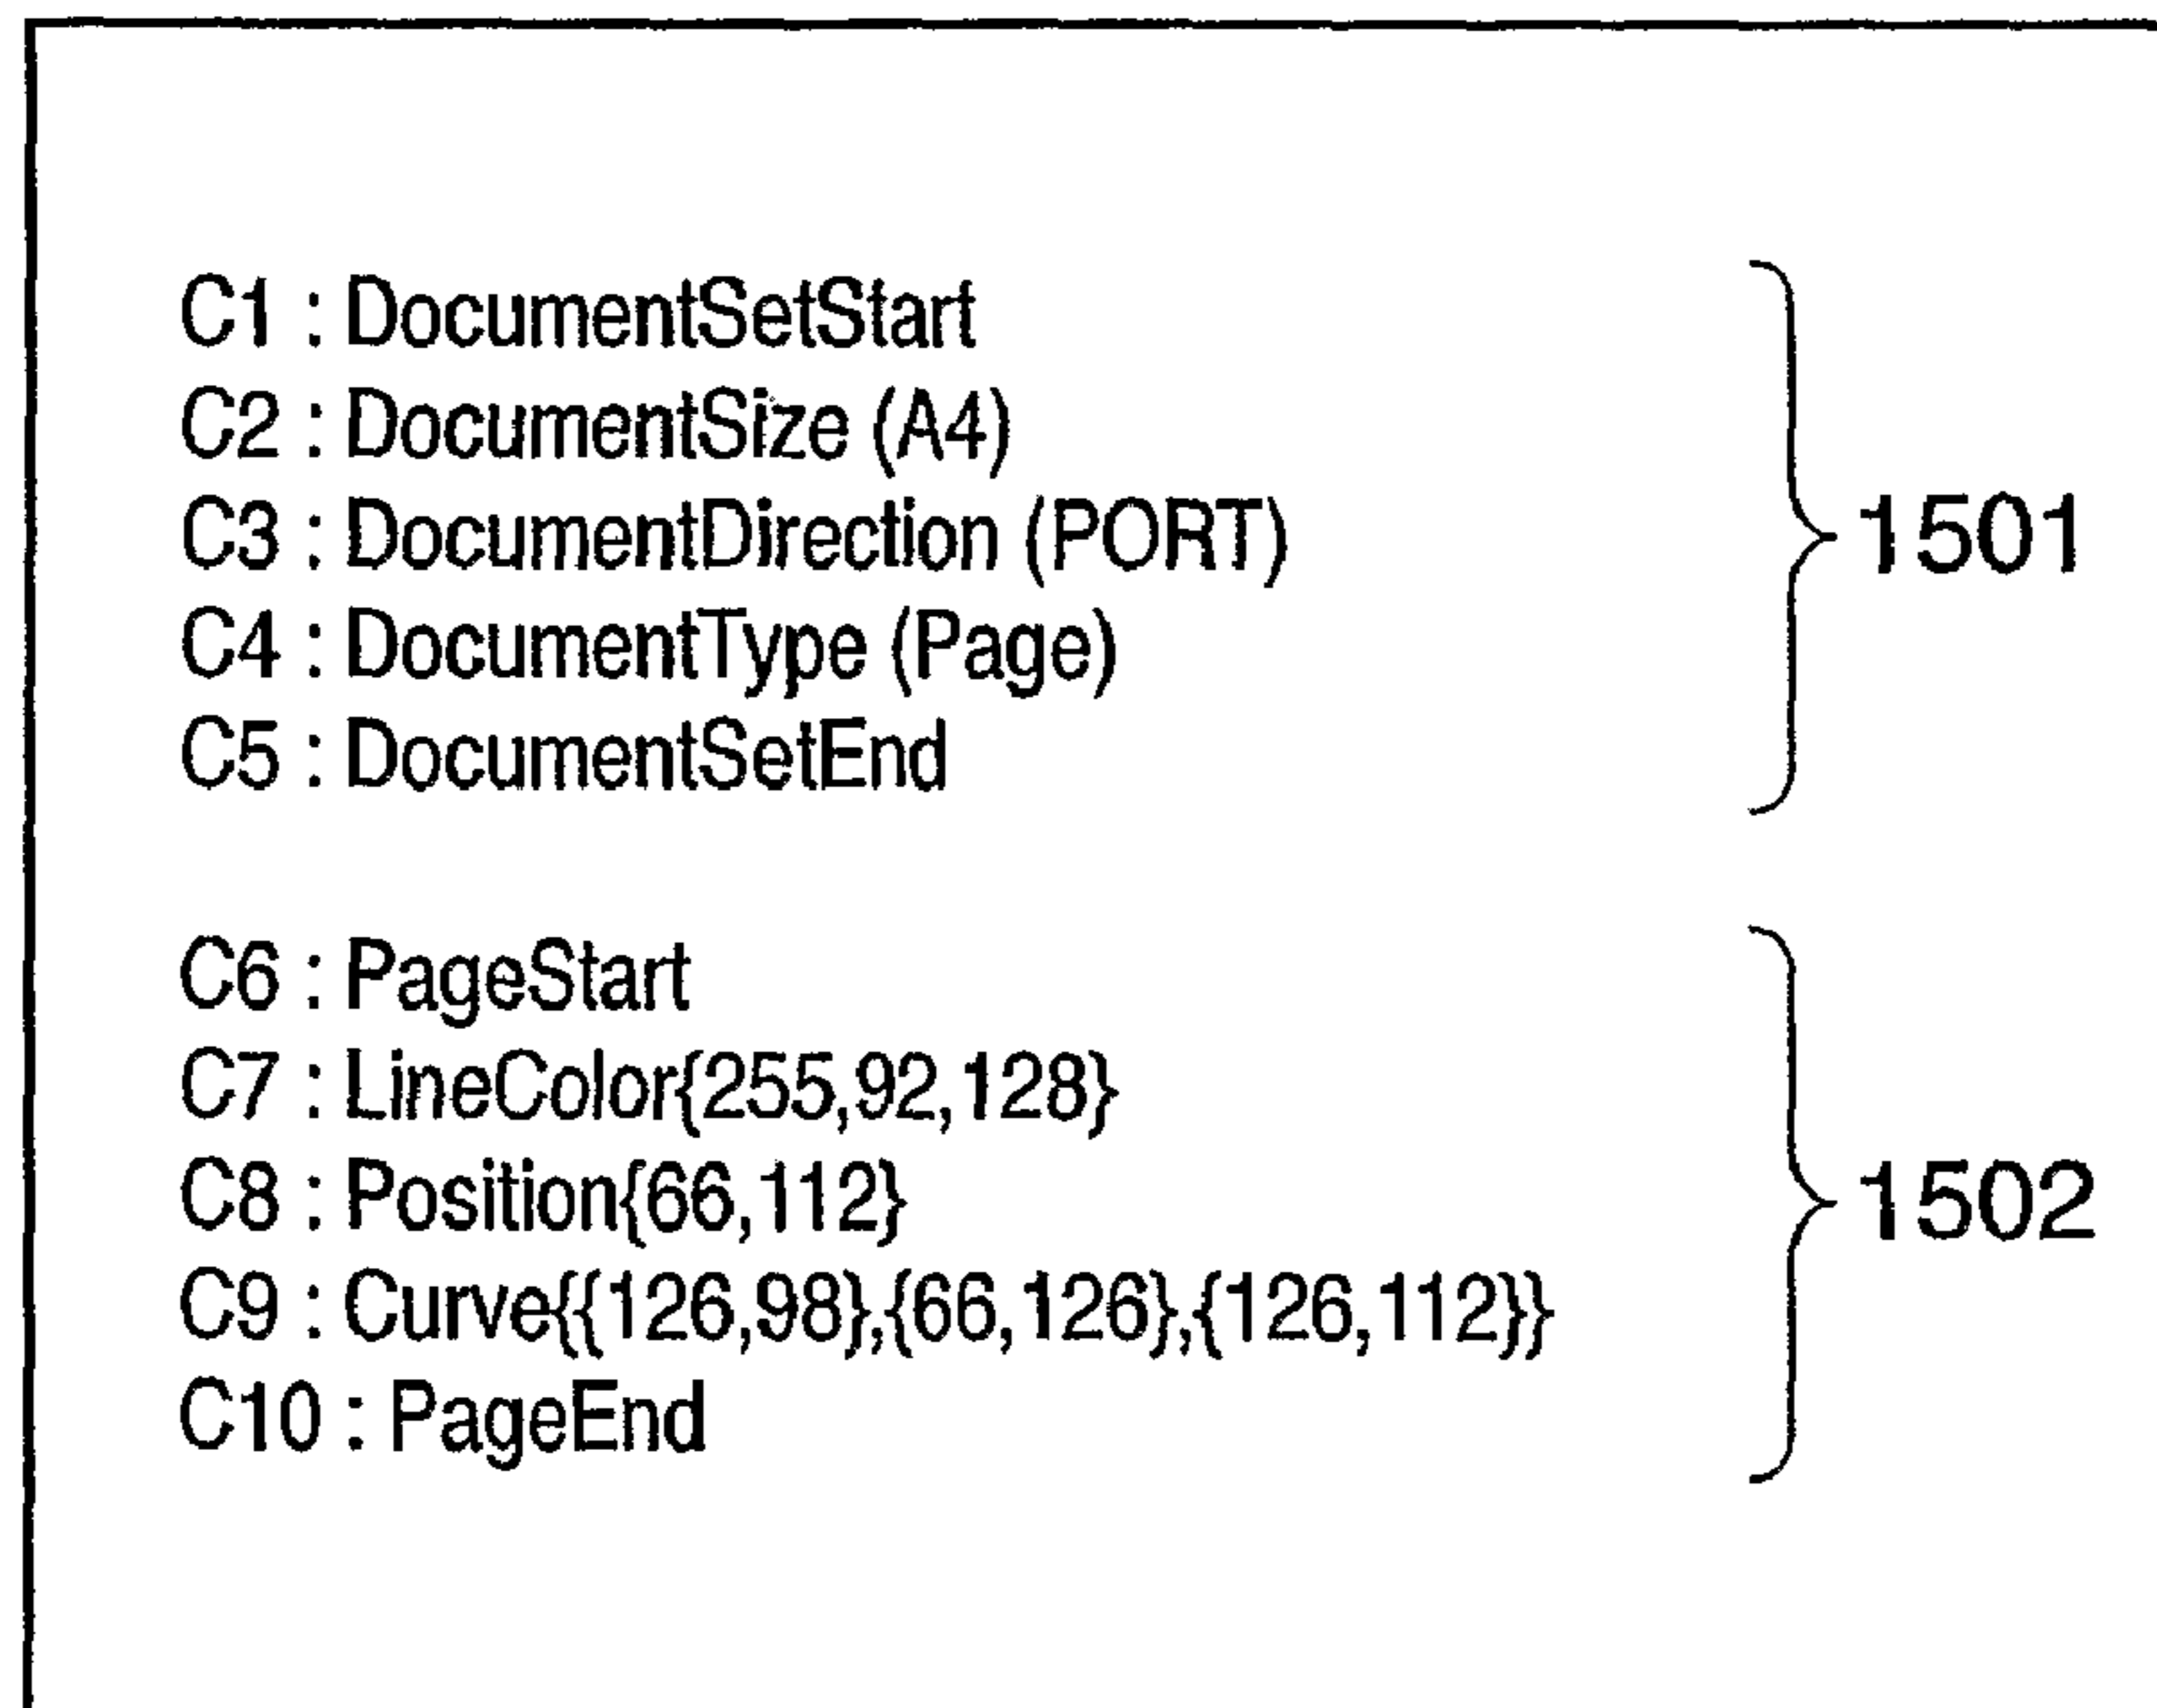 C1 : DocumentSetStart
C2 : DocumentSize (A4)
C3 : DocumentDirection (PORT)
C4 : DocumentType (Page)
C5 : DocumentSetEnd
1501
C6 : PageStart
C7 : LineColor{255,92,128}
C8 : Position{66,112}
C9 : Curve{{126,98},{66,126},{126,112}}
C10 : PageEnd
1502